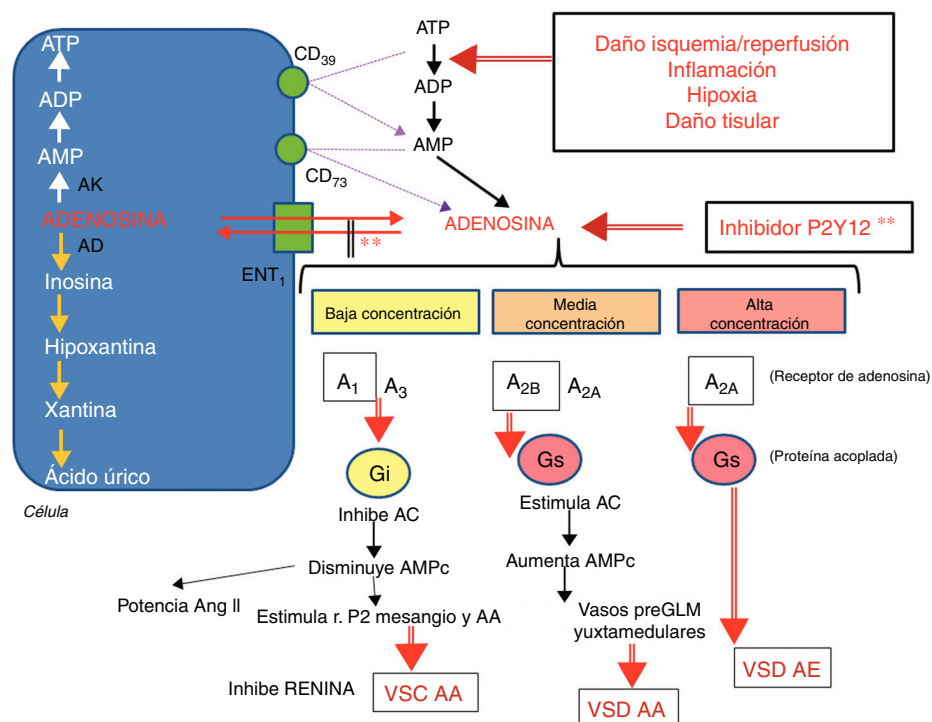 ATP
ADP
AMP
AK
ADENOSINA
AD
Inosina
Hipoxantina
Xantina
Ácido úrico
Célula
CD39
CD73
ENT1
**
ATP
ADP
AMP
ADENOSINA
Daño isquemia/reperfusión
Inflamación
Hipoxia
Daño tisular
Inhibidor P2Y12 **
Baja concentración
Media
concentración
Alta
concentración
A1
A3
A2B
A2A
A2A
(Receptor de adenosina)
Gi
Gs
Gs
(Proteína acoplada)
Inhibe AC
Disminuye AMPc
Potencia Ang II
Estimula r. P2 mesangio y AA
Inhibe RENINA
VSC AA
Estimula AC
Aumenta AMPc
Vasos preGLM
yuxtamedulares
VSD AA
VSD AE